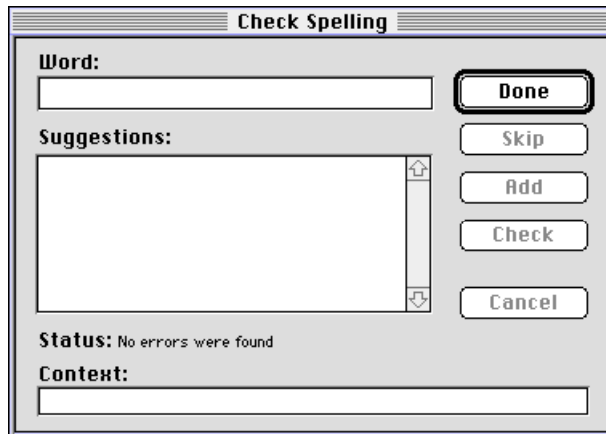 Check Spelling
Word:
Done
Suggestions:
Skip
Add
Check
Cancel
Status: No errors were found
Context: